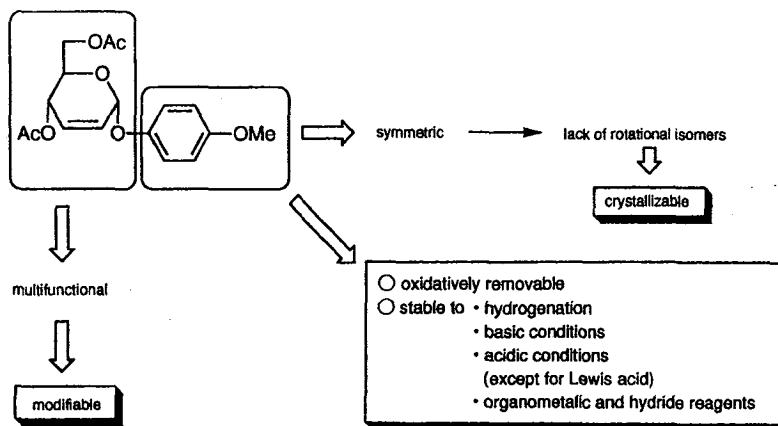 OAc
O
AcO
O
OMe
symmetric
lack of rotational isomers
crystallizable
multifunctional
modifiable
○ oxidatively removable
○ stable to • hydrogenation
• basic conditions
• acidic conditions
(except for Lewis acid)
• organometalic and hydride reagents